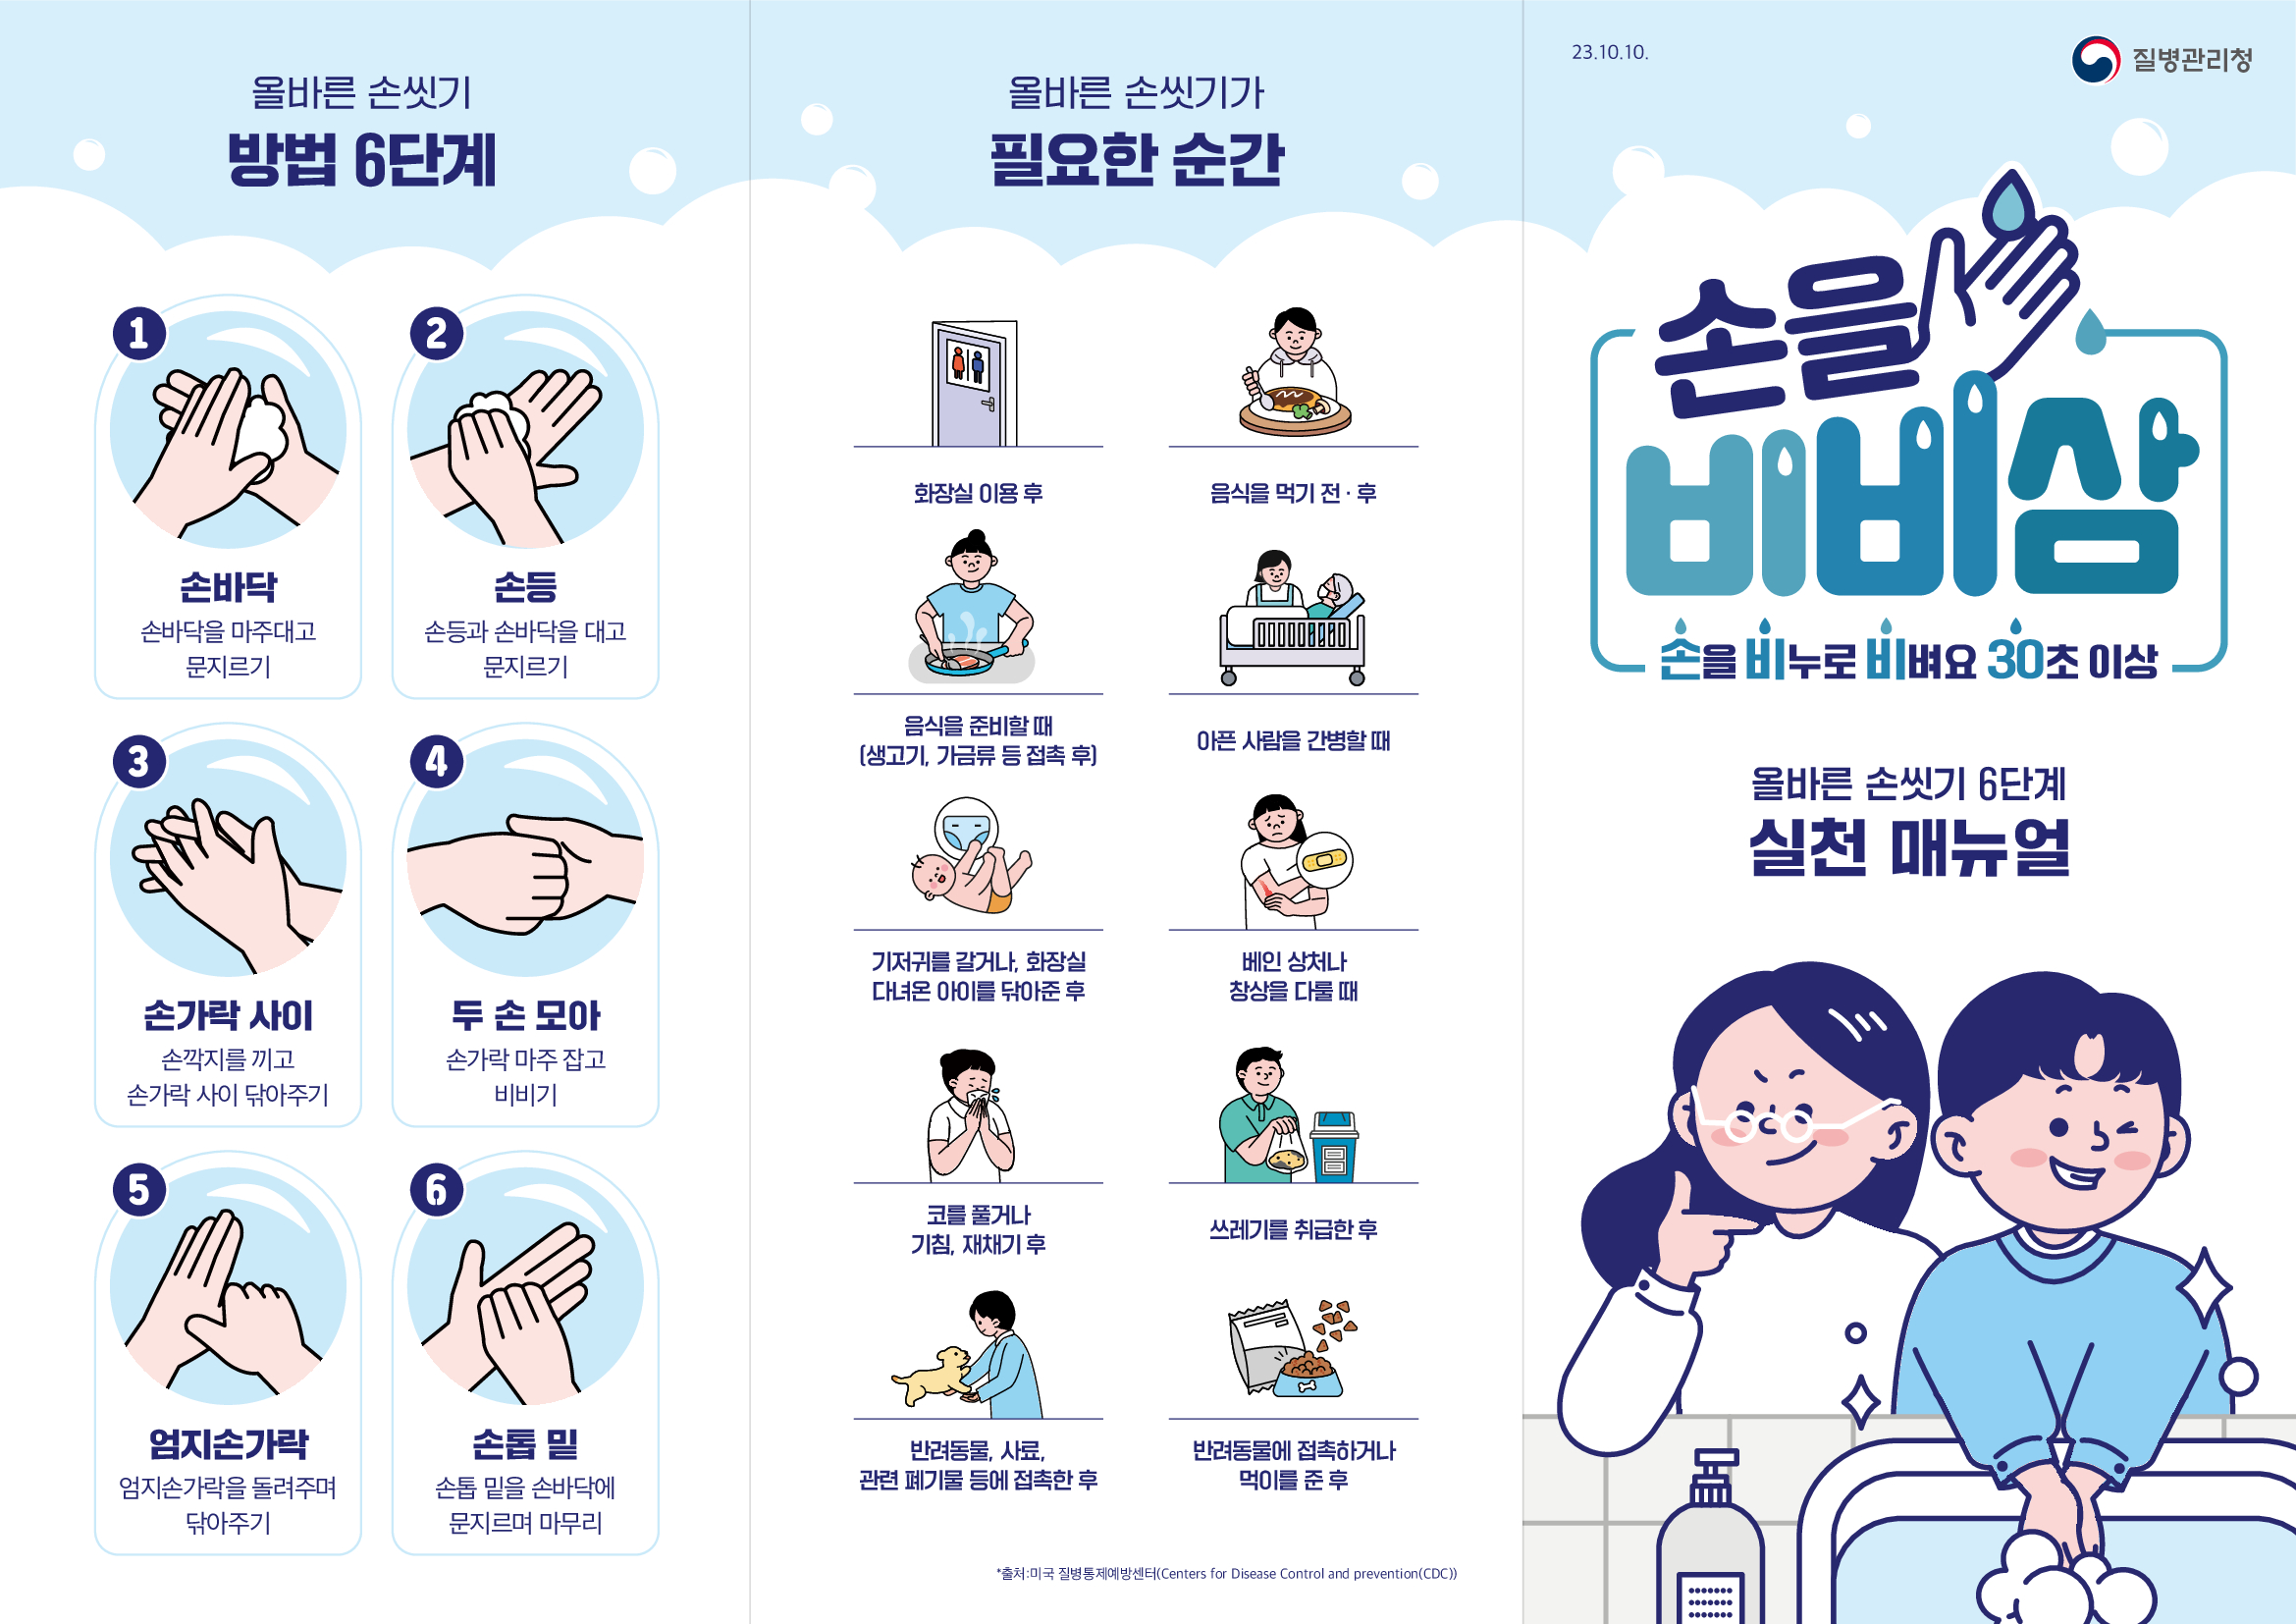 올바른 손씻기
방법 6단계
1
손바닥
손바닥을 마주대고
문지르기
2
손등
손등과 손바닥을 대고
문지르기
3
손가락 사이
손깍지를 끼고
손가락 사이 닦아주기
4
두 손 모아
손가락 마주 잡고
비비기
5
엄지손가락
엄지손가락을 돌려주며
닦아주기
6
손톱 밑
손톱 밑을 손바닥에
문지르며 마무리
올바른 손씻기가
필요한 순간
화장실 이용 후
음식을 먹기 전 · 후
음식을 준비할 때
(생고기, 가금류 등 접촉 후)
아픈 사람을 간병할 때
기저귀를 갈거나, 화장실
다녀온 아이를 닦아준 후
베인 상처나
창상을 다룰 때
코를 풀거나
기침, 재채기 후
쓰레기를 취급한 후
반려동물, 사료,
관련 폐기물 등에 접촉한 후
반려동물에 접촉하거나
먹이를 준 후
*출처:미국 질병통제예방센터(Centers for Disease Control and prevention(CDC))
23.10.10.
질병관리청
손을
비비삼
손을 비누로 비벼요 30초 이상
올바른 손씻기 6단계
실천 매뉴얼